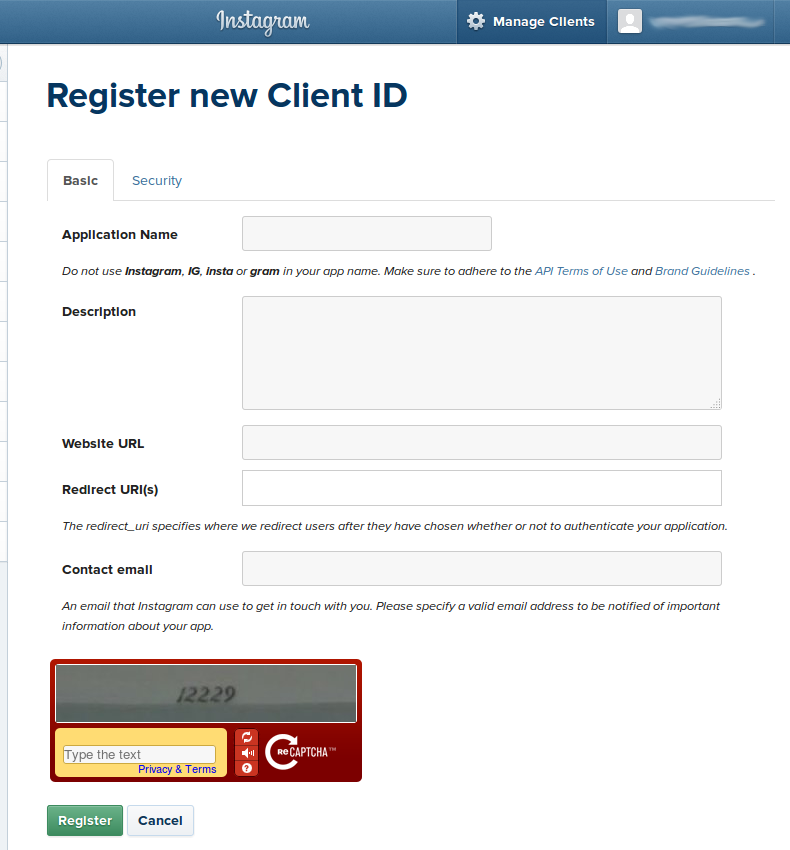 Instagram
Manage Clients
Register new Client ID
Basic
Security
Application Name
Do not use Instagram, IG, insta or gram in your app name. Make sure to adhere to the API Terms of Use and Brand Guidelines .
Description
Website URL
Redirect URI(s)
The redirect_uri specifies where we redirect users after they have chosen whether or not to authenticate your application.
Contact email
An email that Instagram can use to get in touch with you. Please specify a valid email address to be notified of important
information about your app.
12229
Type the text
Privacy & Terms
reCAPTCHA™
Register
Cancel